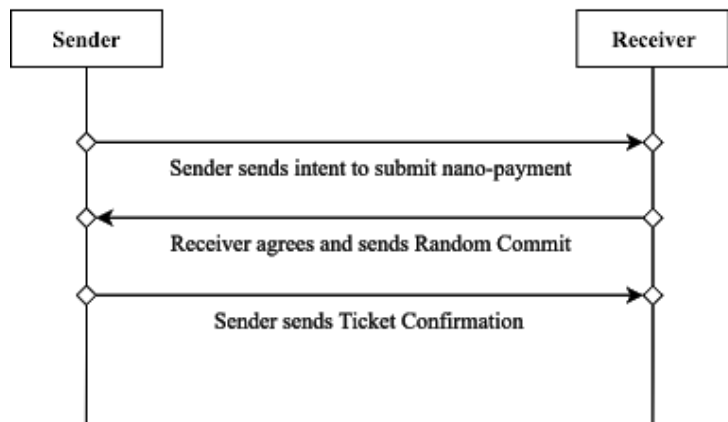 Sender
Receiver
Sender sends intent to submit nano-payment
Receiver agrees and sends Random Commit
Sender sends Ticket Confirmation